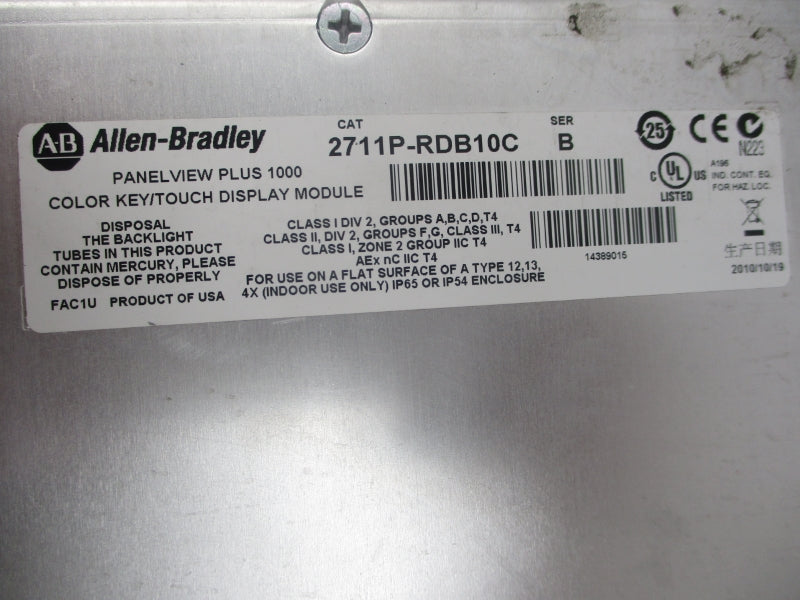 AB Allen-Bradley
CAT
2711P-RDB10C
SER
B
PANELVIEW PLUS 1000
COLOR KEY/TOUCH DISPLAY MODULE
DISPOSAL
THE BACKLIGHT
TUBES IN THIS PRODUCT
CONTAIN MERCURY, PLEASE
DISPOSE OF PROPERLY
FAC1U PRODUCT OF USA
CLASS I DIV 2, GROUPS A,B,C,D,T4
CLASS II, DIV 2, GROUPS F,G, CLASS III, T4
CLASS I, ZONE 2 GROUP IIC T4
AEx nC IIC T4
FOR USE ON A FLAT SURFACE OF A TYPE 12,13,
4X (INDOOR USE ONLY) IP65 OR IP54 ENCLOSURE
14389015
25
CE
N223
C UL US
LISTED
A196
IND. CONT. EQ.
FOR HAZ. LOC.
生产日期
2010/10/19